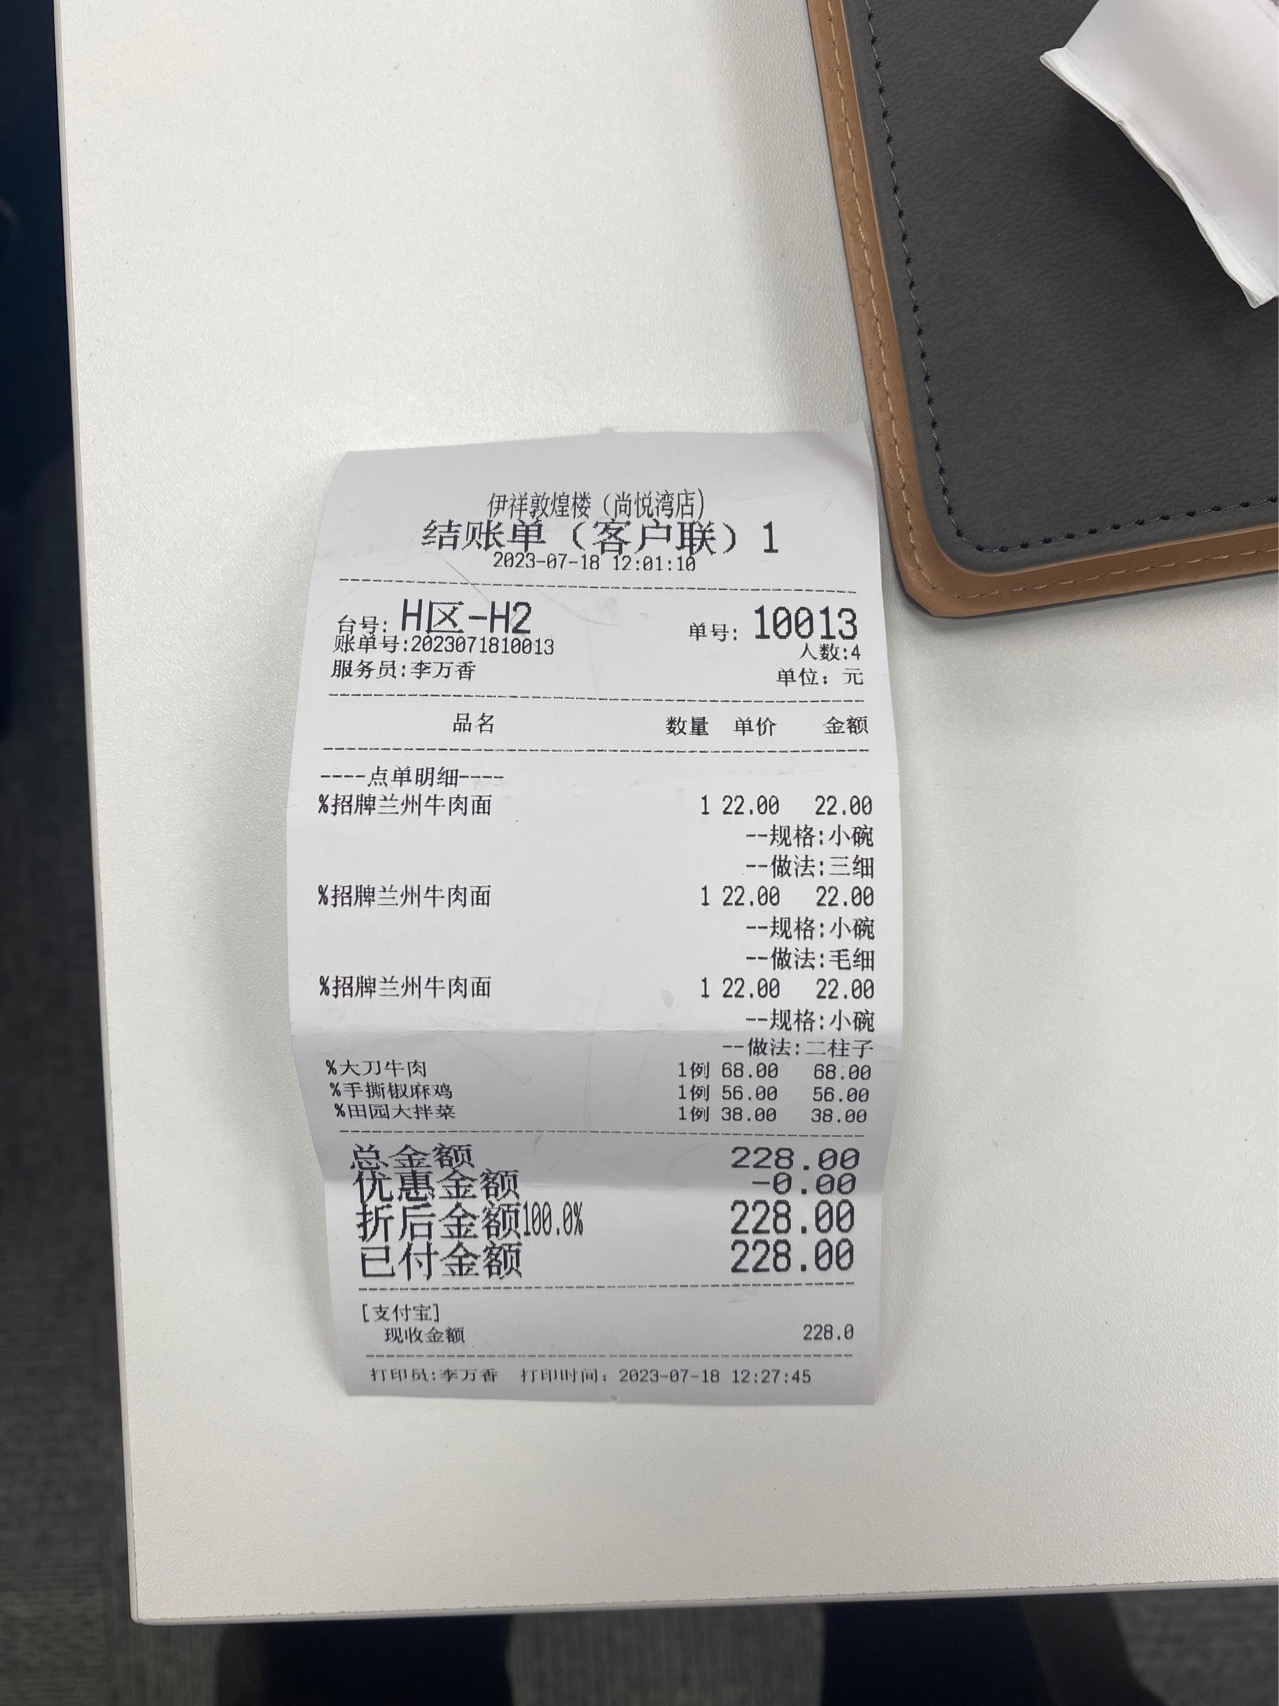 伊祥敦煌楼（尚悦湾店）
结账单（客户联）1
2023-07-18 12:01:10
台号: H区-H2 单号: 10013
账单号:2023071810013 人数:4
服务员:李万香 单位: 元
品名 数量 单价 金额
----点单明细----
%招牌兰州牛肉面 1 22.00 22.00
--规格:小碗
--做法:三细
%招牌兰州牛肉面 1 22.00 22.00
--规格:小碗
--做法:毛细
%招牌兰州牛肉面 1 22.00 22.00
--规格:小碗
--做法:二柱子
%大刀牛肉 1例 68.00 68.00
%手撕椒麻鸡 1例 56.00 56.00
%田园大拌菜 1例 38.00 38.00
总金额 228.00
优惠金额 -0.00
折后金额100.0% 228.00
已付金额 228.00
[支付宝]
现收金额 228.0
打印员:李万香 打印时间: 2023-07-18 12:27:45